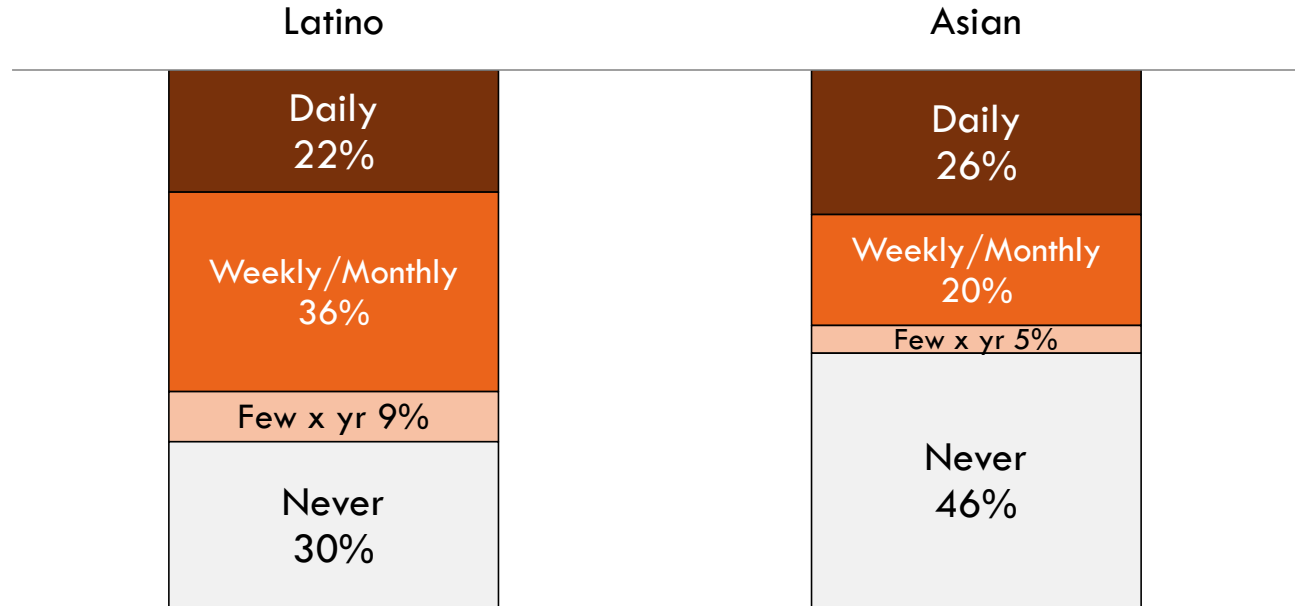 Latino
Asian
Daily
22%
Weekly/Monthly
36%
Few x yr 9%
Never
30%
Daily
26%
Weekly/Monthly
20%
Few x yr 5%
Never
46%